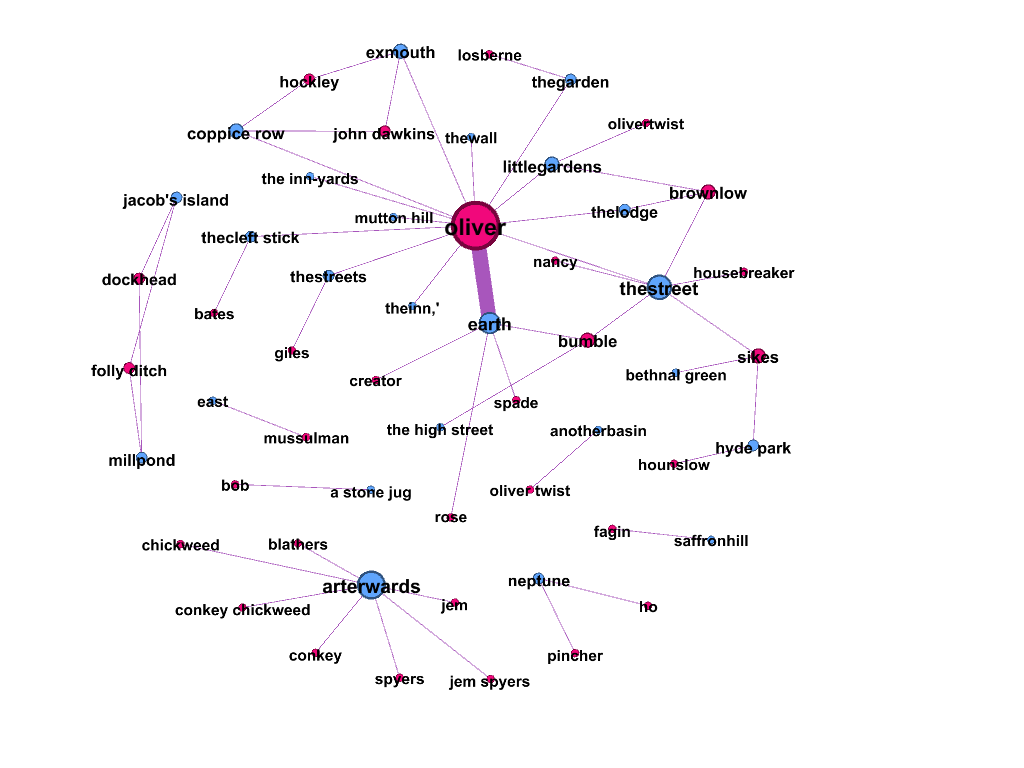 exmouth
losberne
hockley
thegarden
olivertwist
coppice row
john dawkins
thewall
littlegardens
the inn-yards
brownlow
jacob's island
thelodge
mutton hill
oliver
thecleft stick
nancy
housebreaker
dockhead
thestreets
thestreet
theinn,'
bates
earth
bumble
giles
sikes
folly ditch
creator
bethnal green
east
spade
the high street
anotherbasin
mussulman
hyde park
millpond
hounslow
bob
a stone jug
oliver twist
rose
fagin
saffronhill
chickweed
blathers
neptune
arterwards
conkey chickweed
jem
ho
conkey
pincher
spyers
jem spyers